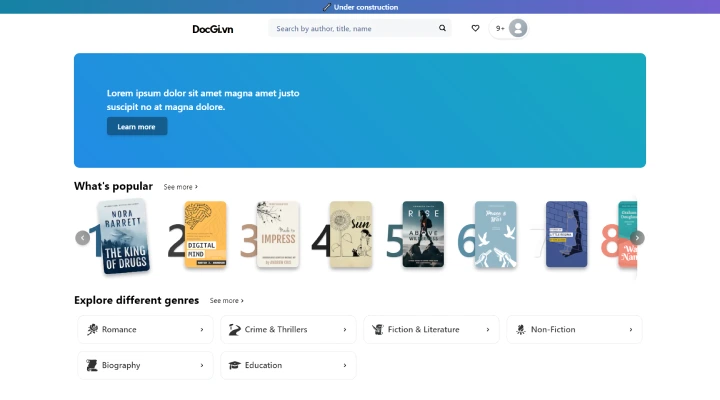 Under construction
DocGi.vn
Search by author, title, name
9+
Lorem ipsum dolor sit amet magna amet justo
suscipit no at magna dolore.
Learn more
What's popular
See more
1
NORA
BARRETT
THE KING
OF DRUGS
2
DIGITAL
MIND
3
Made to
IMPRESS
4
sun
5
RISE
ABOVE
6
Peace &
7
8
Explore different genres
See more
Romance
Crime & Thrillers
Fiction & Literature
Non-Fiction
Biography
Education